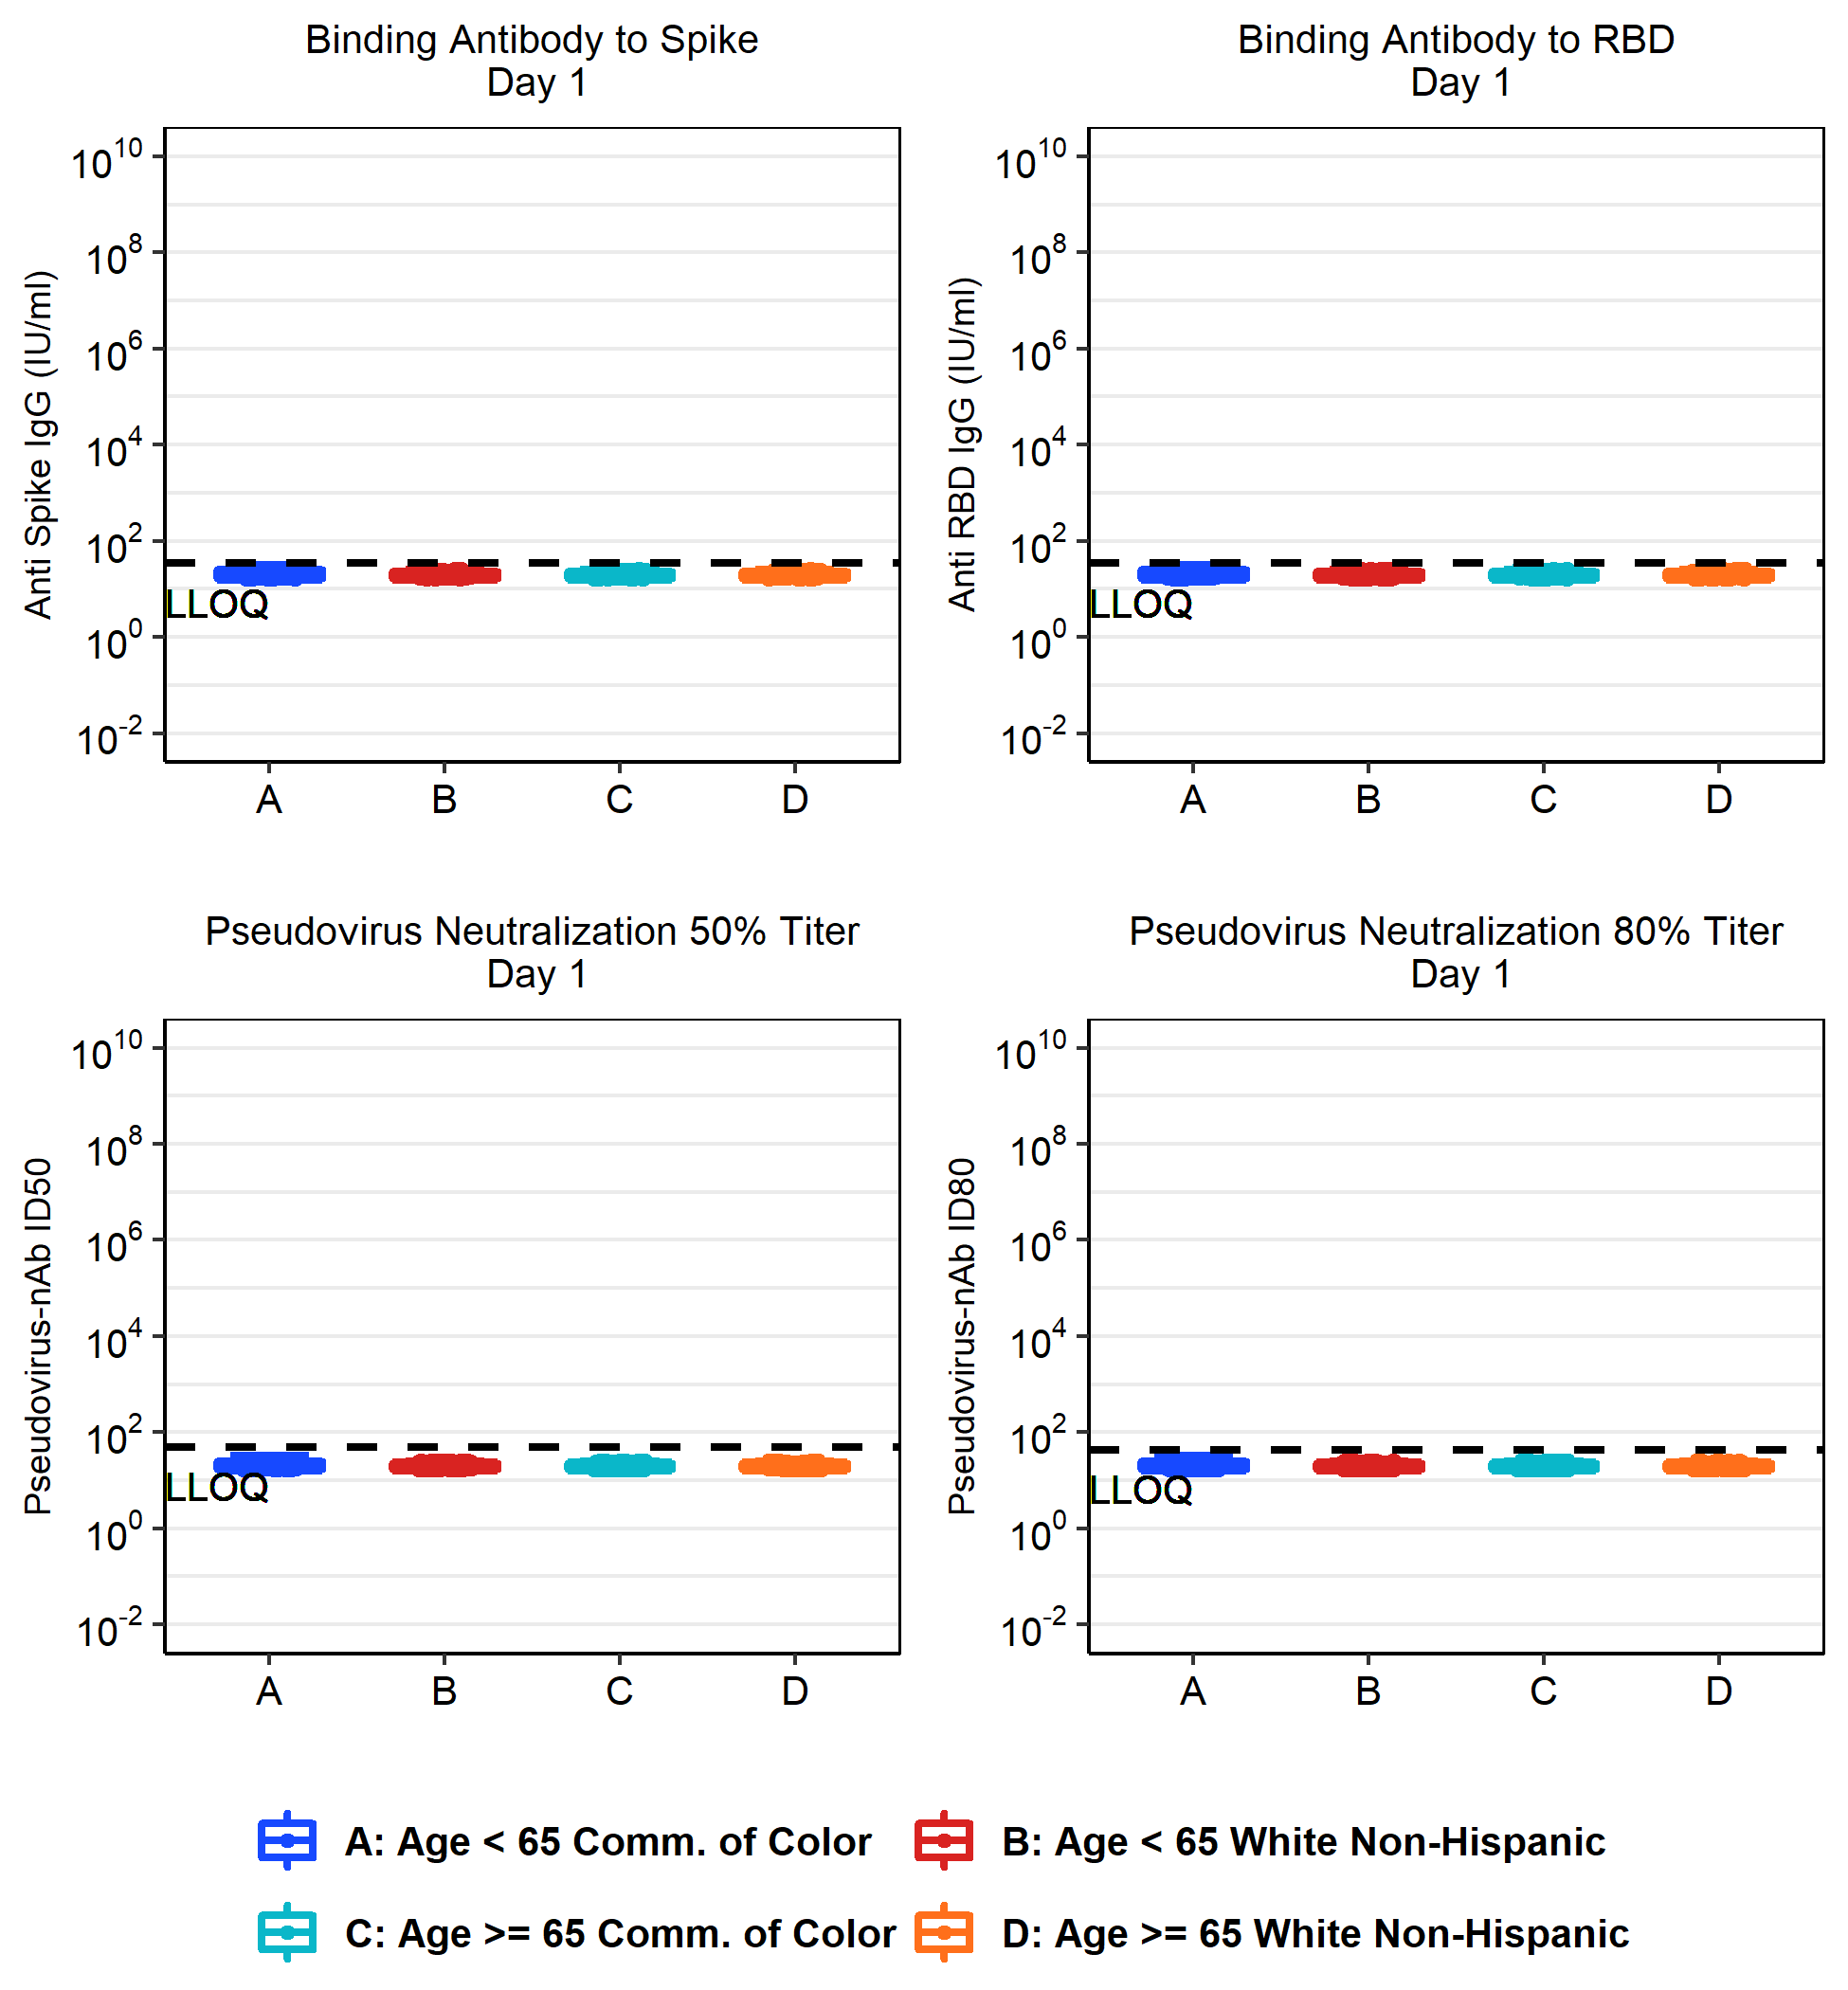 Binding Antibody to Spike
Day 1
Anti Spike IgG (IU/ml)
10^10
10^8
10^6
10^4
10^2
10^0
10^-2
LLOQ
A B C D
Binding Antibody to RBD
Day 1
Anti RBD IgG (IU/ml)
10^10
10^8
10^6
10^4
10^2
10^0
10^-2
LLOQ
A B C D
Pseudovirus Neutralization 50% Titer
Day 1
Pseudovirus-nAb ID50
10^10
10^8
10^6
10^4
10^2
10^0
10^-2
LLOQ
A B C D
Pseudovirus Neutralization 80% Titer
Day 1
Pseudovirus-nAb ID80
10^10
10^8
10^6
10^4
10^2
10^0
10^-2
LLOQ
A B C D
A: Age < 65 Comm. of Color
B: Age < 65 White Non-Hispanic
C: Age >= 65 Comm. of Color
D: Age >= 65 White Non-Hispanic